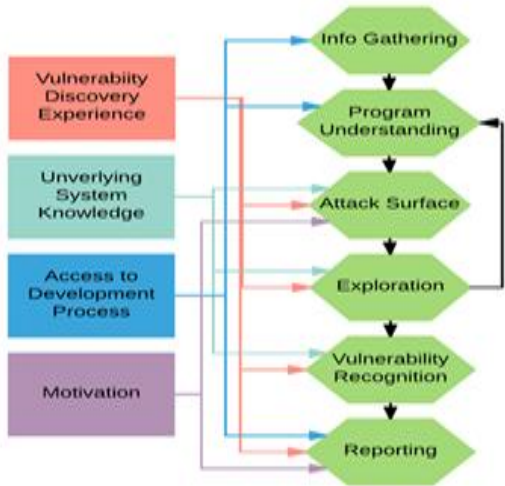 Vulnerabiity
Discovery
Experience
Unverlying
System
Knowledge
Access to
Development
Process
Motivation
Info Gathering
Program
Understanding
Attack Surface
Exploration
Vulnerability
Recognition
Reporting